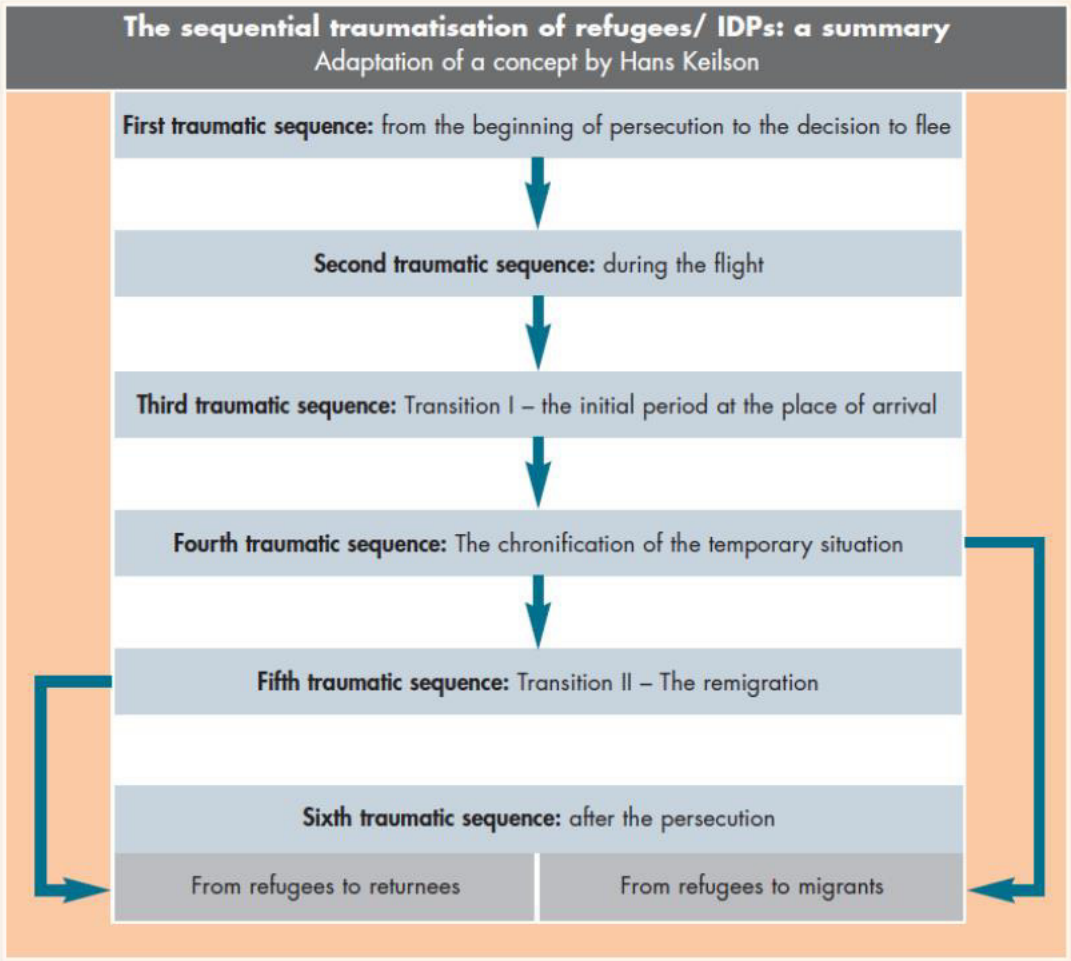 The sequential traumatisation of refugees/ IDPs: a summary
Adaptation of a concept by Hans Keilson
First traumatic sequence: from the beginning of persecution to the decision to flee
Second traumatic sequence: during the flight
Third traumatic sequence: Transition I – the initial period at the place of arrival
Fourth traumatic sequence: The chronification of the temporary situation
Fifth traumatic sequence: Transition II – The remigration
Sixth traumatic sequence: after the persecution
From refugees to returnees
From refugees to migrants